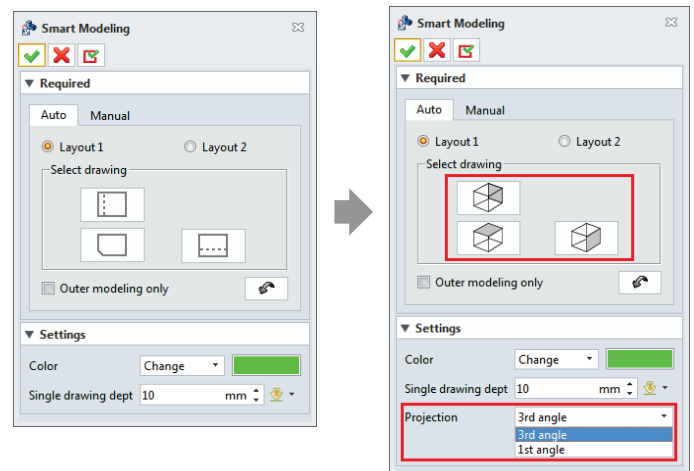 Smart Modeling
Required
Auto Manual
Layout 1 Layout 2
Select drawing
Outer modeling only
Settings
Color Change
Single drawing dept 10 mm
Smart Modeling
Required
Auto Manual
Layout 1 Layout 2
Select drawing
Outer modeling only
Settings
Color Change
Single drawing dept 10 mm
Projection 3rd angle
3rd angle
1st angle